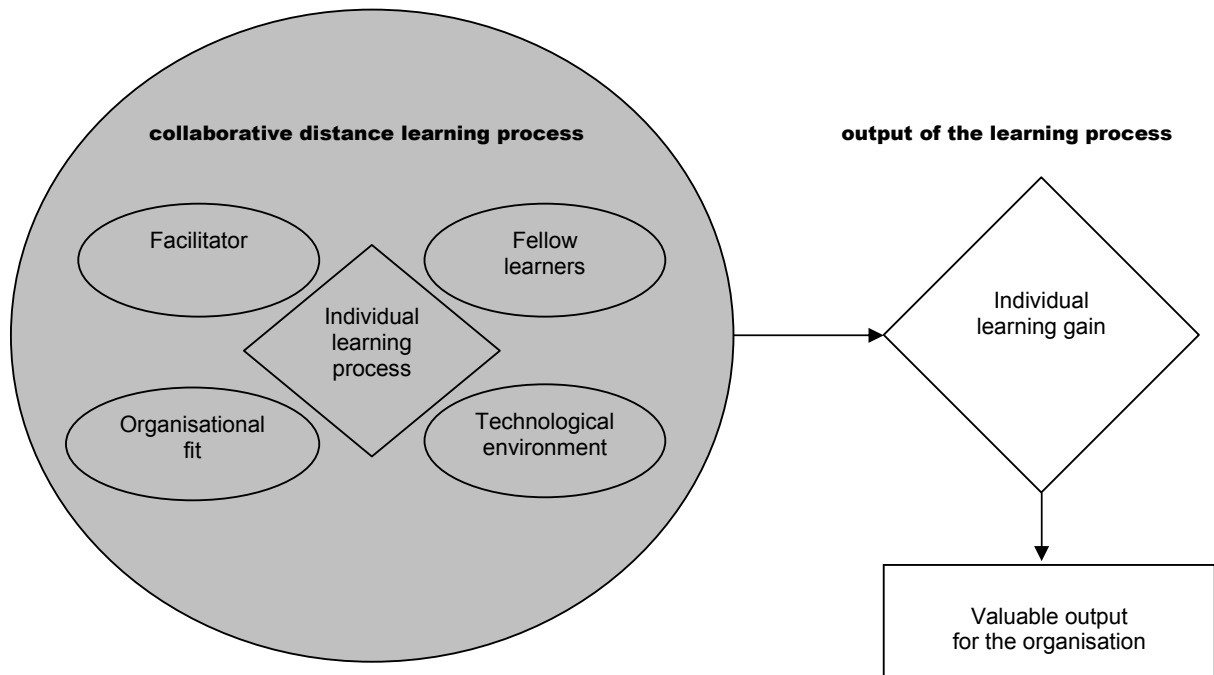 collaborative distance learning process
output of the learning process
Facilitator
Fellow
learners
Individual
learning
process
Organisational
fit
Technological
environment
Individual
learning gain
Valuable output
for the organisation